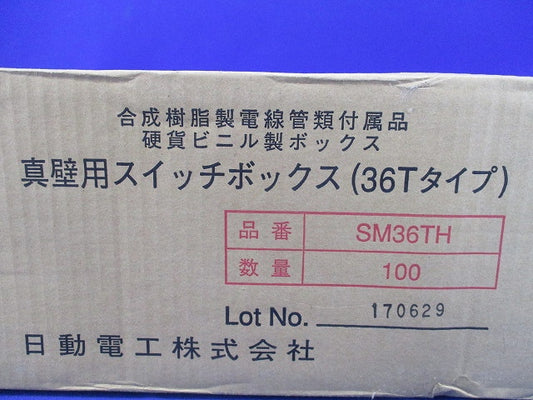 合成樹脂製電線管類付属品
硬貨ビニル製ボックス
真壁用スイッチボックス(36Tタイプ)
品番 SM36TH
数量 100
Lot No. 170629
日動電工株式会社